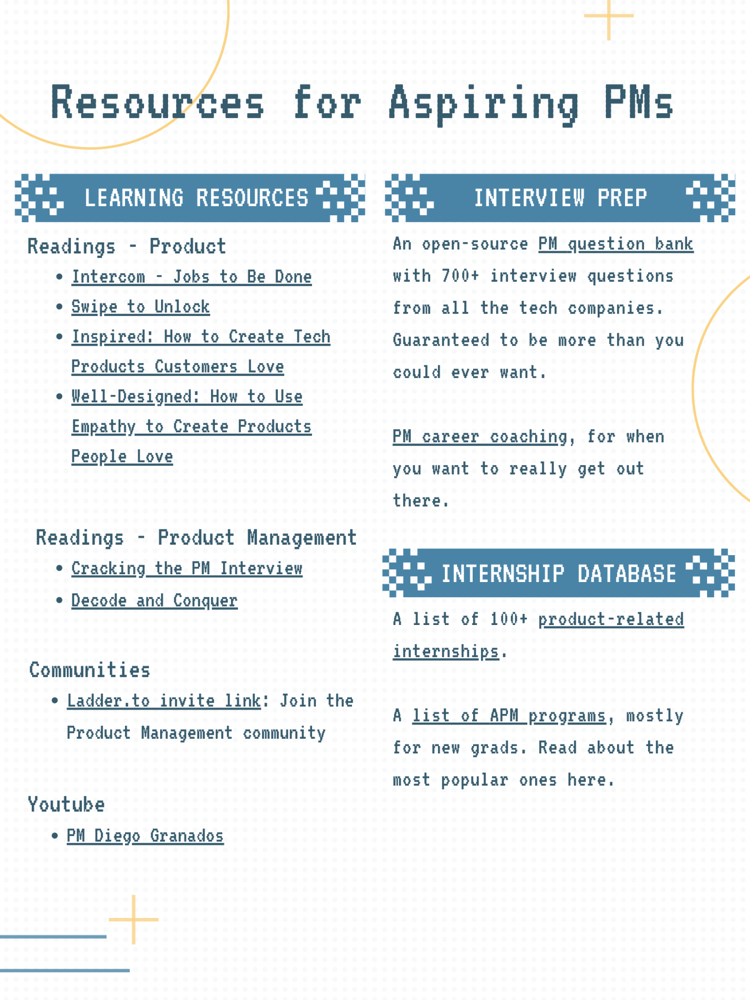 Resources for Aspiring PMs
LEARNING RESOURCES
Readings - Product
• Intercom - Jobs to Be Done
• Swipe to Unlock
• Inspired: How to Create Tech
Products Customers Love
• Well-Designed: How to Use
Empathy to Create Products
People Love
Readings - Product Management
• Cracking the PM Interview
• Decode and Conquer
Communities
• Ladder.to invite link: Join the
Product Management community
Youtube
• PM Diego Granados
INTERVIEW PREP
An open-source PM question bank
with 700+ interview questions
from all the tech companies.
Guaranteed to be more than you
could ever want.
PM career coaching, for when
you want to really get out
there.
INTERNSHIP DATABASE
A list of 100+ product-related
internships.
A list of APM programs, mostly
for new grads. Read about the
most popular ones here.